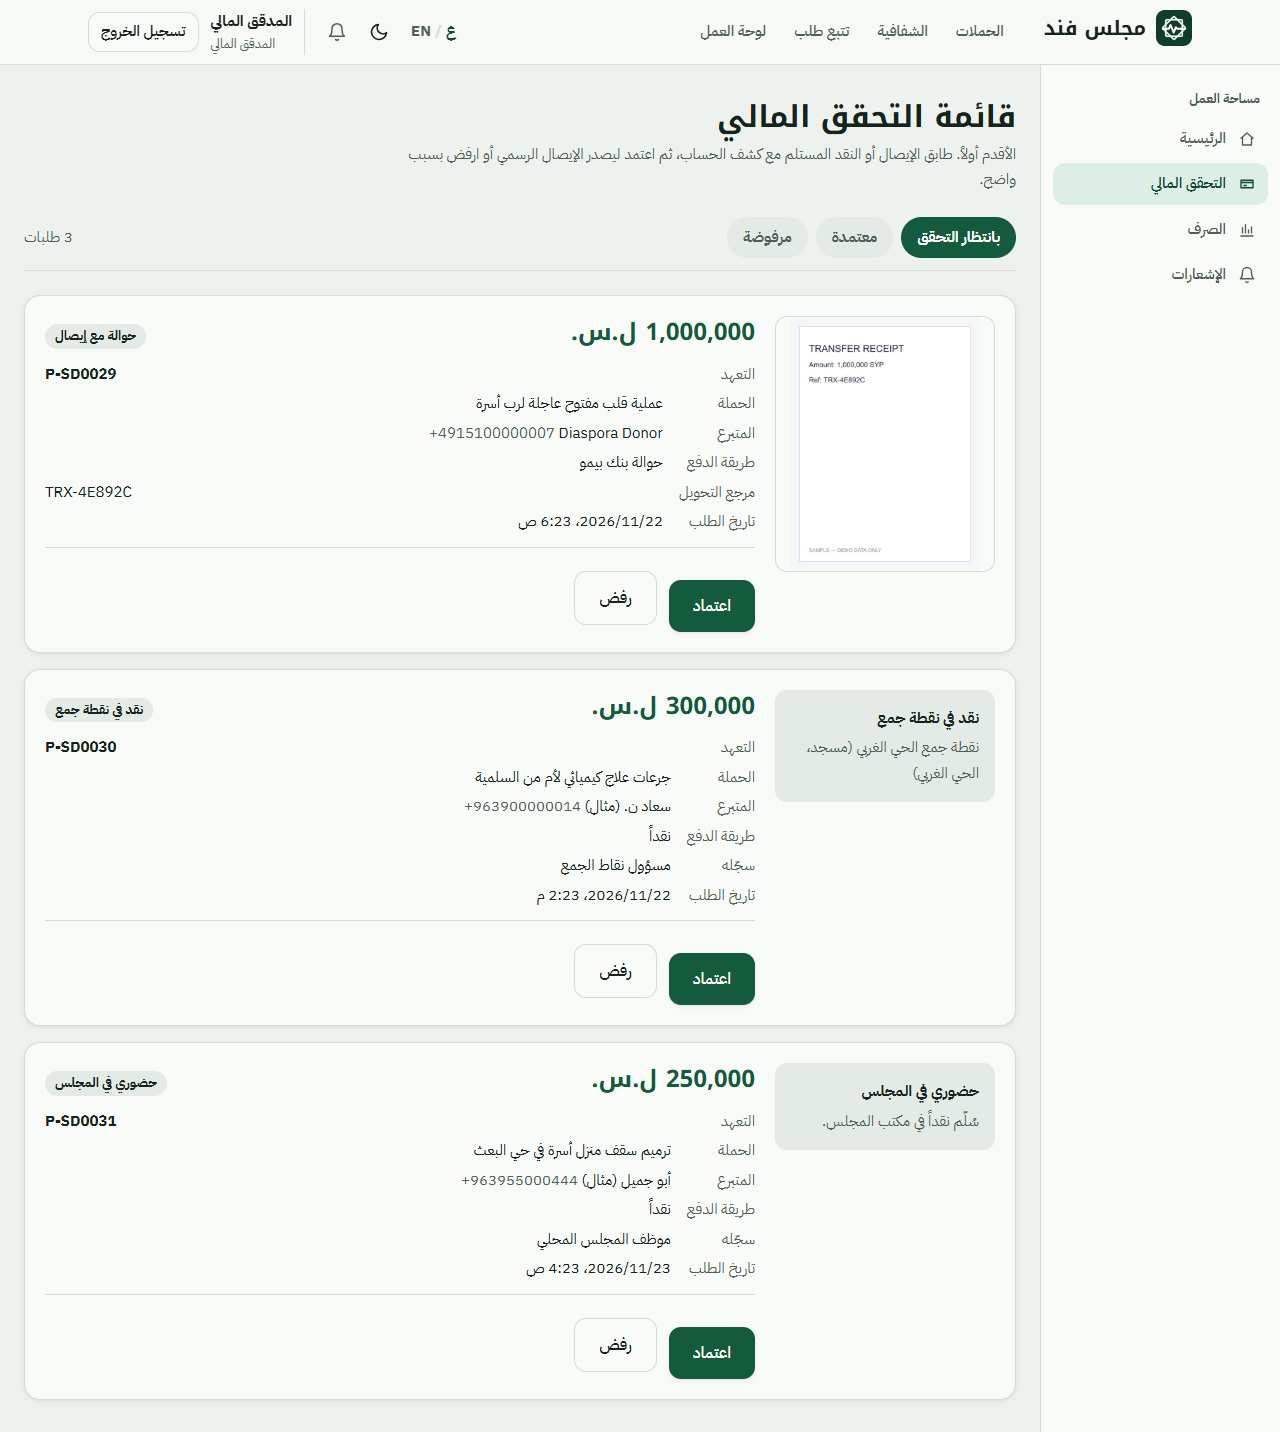 مجلس فند
الحملات
الشفافية
تتبع طلب
لوحة العمل
ع / EN
المدقق المالي
المدقق المالي
تسجيل الخروج
مساحة العمل
الرئيسية
التحقق المالي
الصرف
الإشعارات
قائمة التحقق المالي
الأقدم أولاً. طابق الإيصال أو النقد المستلم مع كشف الحساب، ثم اعتمد ليصدر الإيصال الرسمي أو ارفض بسبب
واضح.
بانتظار التحقق
معتمدة
مرفوضة
3 طلبات
TRANSFER RECEIPT
Amount: 1,000,000 SYP
Ref: TRX-4E892C
SAMPLE — DEMO DATA ONLY
1,000,000 ل.س.
حوالة مع إيصال
التعهد P-SD0029
الحملة عملية قلب مفتوح عاجلة لرب أسرة
المتبرع Diaspora Donor +4915100000007
طريقة الدفع حوالة بنك بيمو
مرجع التحويل TRX-4E892C
تاريخ الطلب 2026/11/22، 6:23 ص
اعتماد
رفض
نقد في نقطة جمع
نقطة جمع الحي الغربي (مسجد،
الحي الغربي)
300,000 ل.س.
نقد في نقطة جمع
التعهد P-SD0030
الحملة جرعات علاج كيميائي لأم من السلمية
المتبرع سعاد ن. (مثال) +963900000014
طريقة الدفع نقداً
سجّله مسؤول نقاط الجمع
تاريخ الطلب 2026/11/22، 2:23 م
اعتماد
رفض
حضوري في المجلس
سُلّم نقداً في مكتب المجلس.
250,000 ل.س.
حضوري في المجلس
التعهد P-SD0031
الحملة ترميم سقف منزل أسرة في حي البعث
المتبرع أبو جميل (مثال) +963955000444
طريقة الدفع نقداً
سجّله موظف المجلس المحلي
تاريخ الطلب 2026/11/23، 4:23 ص
اعتماد
رفض